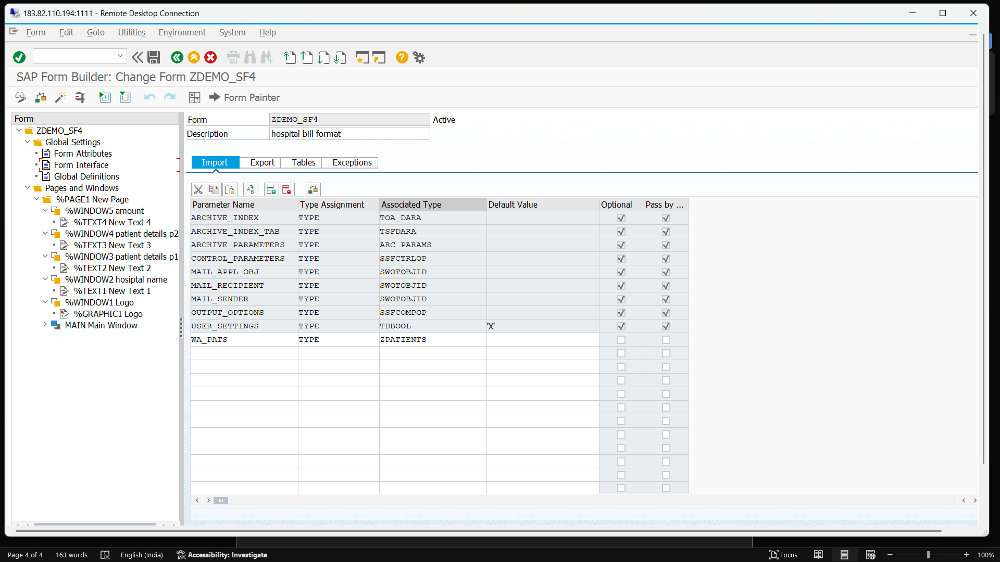 183.82.110.194:1111 - Remote Desktop Connection
Form Edit Goto Utilities Environment System Help
SAP Form Builder: Change Form ZDEMO_SF4
Form Painter
Form
ZDEMO_SF4
Global Settings
Form Attributes
Form Interface
Global Definitions
Pages and Windows
%PAGE1 New Page
%WINDOW5 amount
%TEXT4 New Text 4
%WINDOW4 patient details p2
%TEXT3 New Text 3
%WINDOW3 patient details p1
%TEXT2 New Text 2
%WINDOW2 hosiptal name
%TEXT1 New Text 1
%WINDOW1 Logo
%GRAPHIC1 Logo
MAIN Main Window
Form ZDEMO_SF4 Active
Description hospital bill format
Import Export Tables Exceptions
Parameter Name Type Assignment Associated Type Default Value Optional Pass by ...
ARCHIVE_INDEX TYPE TOA_DARA
ARCHIVE_INDEX_TAB TYPE TSFDARA
ARCHIVE_PARAMETERS TYPE ARC_PARAMS
CONTROL_PARAMETERS TYPE SSFCTRLOP
MAIL_APPL_OBJ TYPE SWOTOBJID
MAIL_RECIPIENT TYPE SWOTOBJID
MAIL_SENDER TYPE SWOTOBJID
OUTPUT_OPTIONS TYPE SSFCOMPOP
USER_SETTINGS TYPE TDBOOL 'X'
WA_PATS TYPE ZPATIENTS
Page 4 of 4 163 words English (India) Accessibility: Investigate Focus 100%